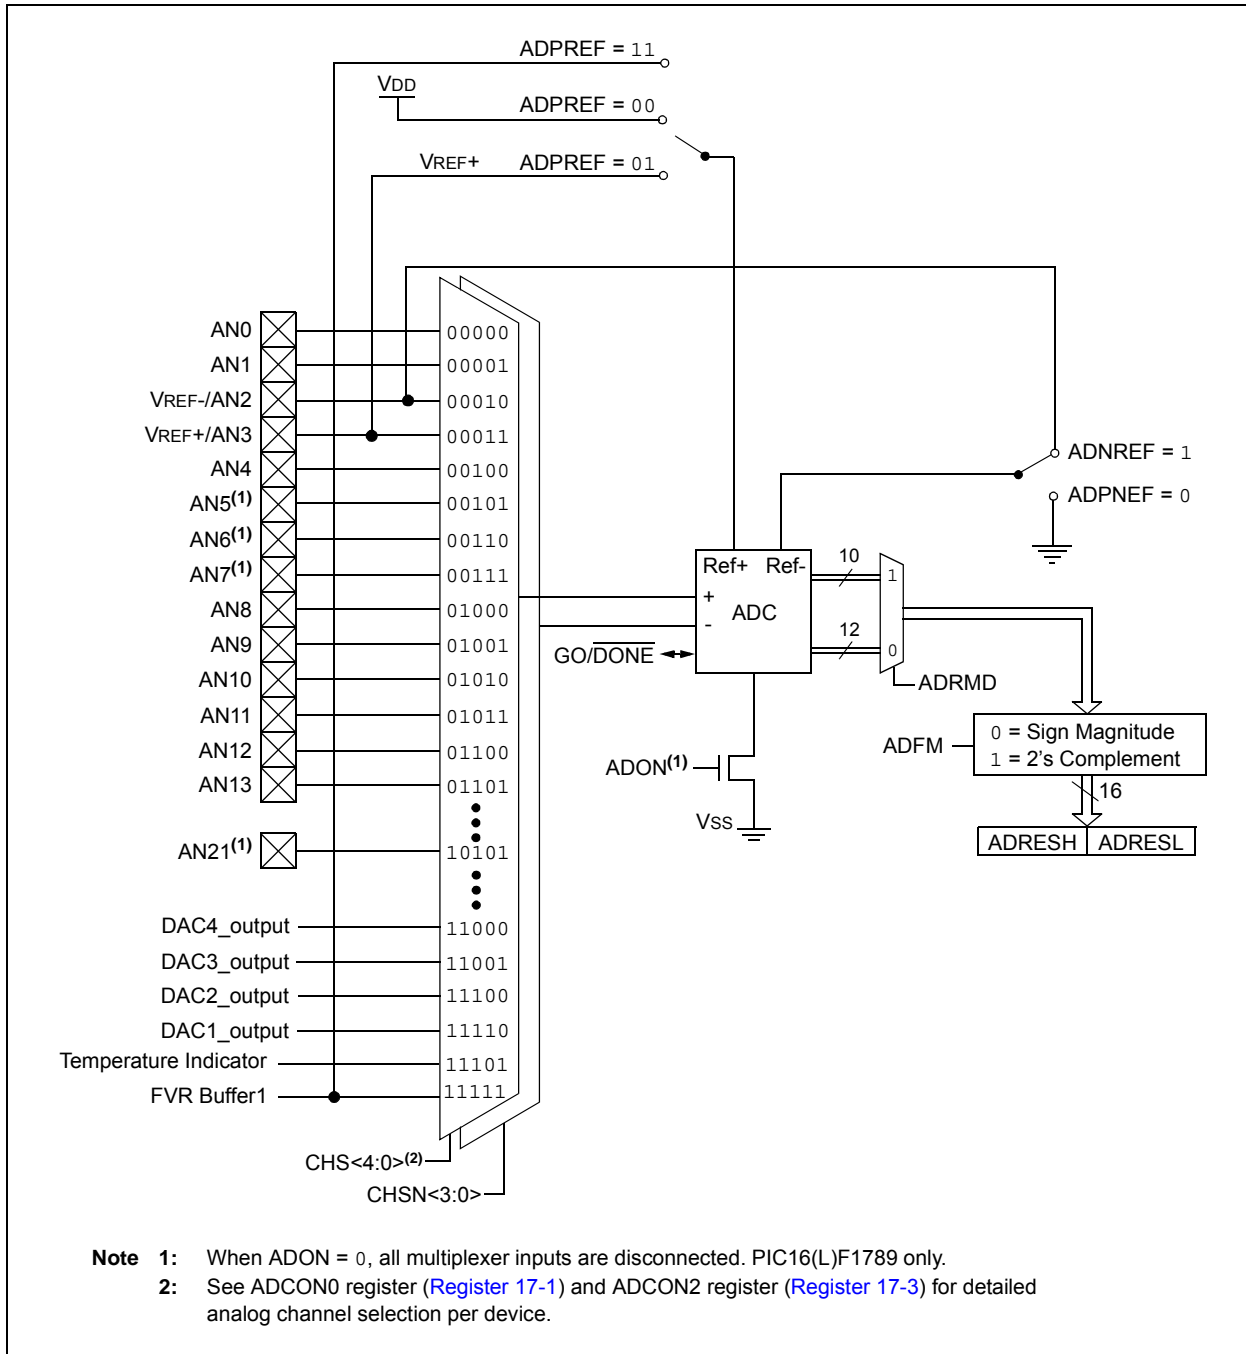 ADPREF = 11
VDD
ADPREF = 00
VREF+ ADPREF = 01
AN0 00000
AN1 00001
VREF-/AN2 00010
VREF+/AN3 00011
AN4 00100
AN5(1) 00101
AN6(1) 00110
AN7(1) 00111
AN8 01000
AN9 01001
AN10 01010
AN11 01011
AN12 01100
AN13 01101
AN21(1) 10101
DAC4_output 11000
DAC3_output 11001
DAC2_output 11100
DAC1_output 11110
Temperature Indicator 11101
FVR Buffer1 11111
CHS<4:0>(2)
CHSN<3:0>
ADNREF = 1
ADPNEF = 0
Ref+ Ref-
+
ADC
-
GO/DONE
10
12
1
0
ADRMD
ADON(1)
VSS
ADFM
0 = Sign Magnitude
1 = 2's Complement
16
ADRESH ADRESL
Note 1: When ADON = 0, all multiplexer inputs are disconnected. PIC16(L)F1789 only.
2: See ADCON0 register (Register 17-1) and ADCON2 register (Register 17-3) for detailed
analog channel selection per device.